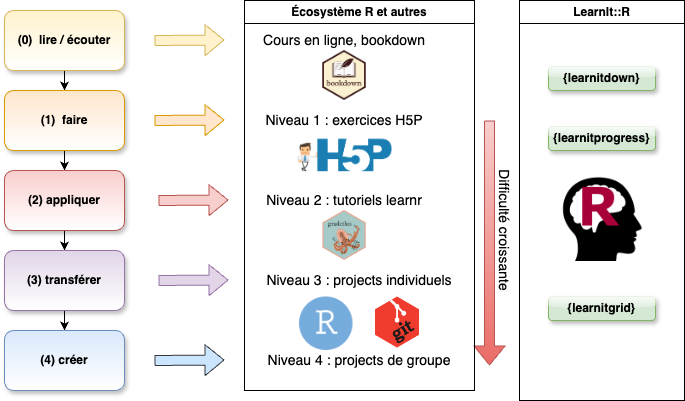 (0) lire / écouter
(1) faire
(2) appliquer
(3) transférer
(4) créer
Écosystème R et autres
Cours en ligne, bookdown
bookdown
Niveau 1 : exercices H5P
H5P
Niveau 2 : tutoriels learnr
gradethis
Niveau 3 : projects individuels
R
git
Niveau 4 : projects de groupe
Difficulté croissante
LearnIt::R
{learnitdown}
{learnitprogress}
R
{learnitgrid}